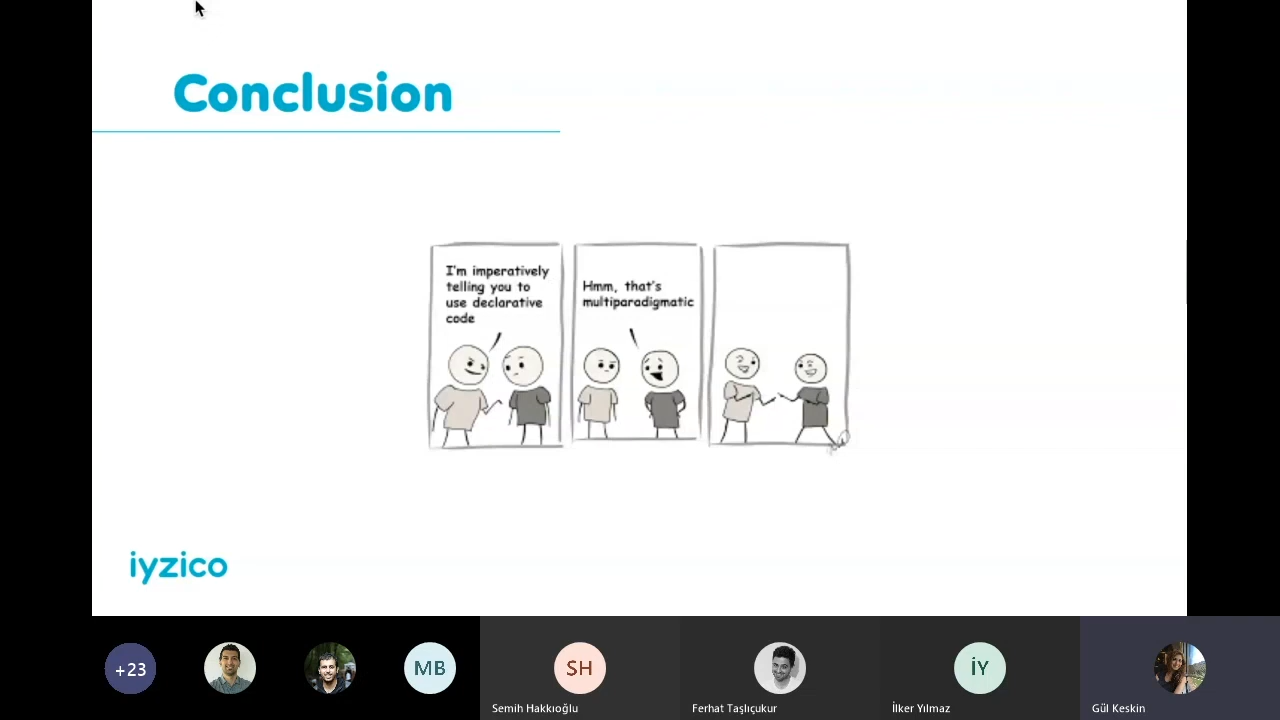 Conclusion
I'm imperatively
telling you to
use declarative
code
Hmm, that's
multiparadigmatic
iyzico
+23
MB
SH
İY
Semih Hakkıoğlu
Ferhat Taşlıçukur
İlker Yılmaz
Gül Keskin